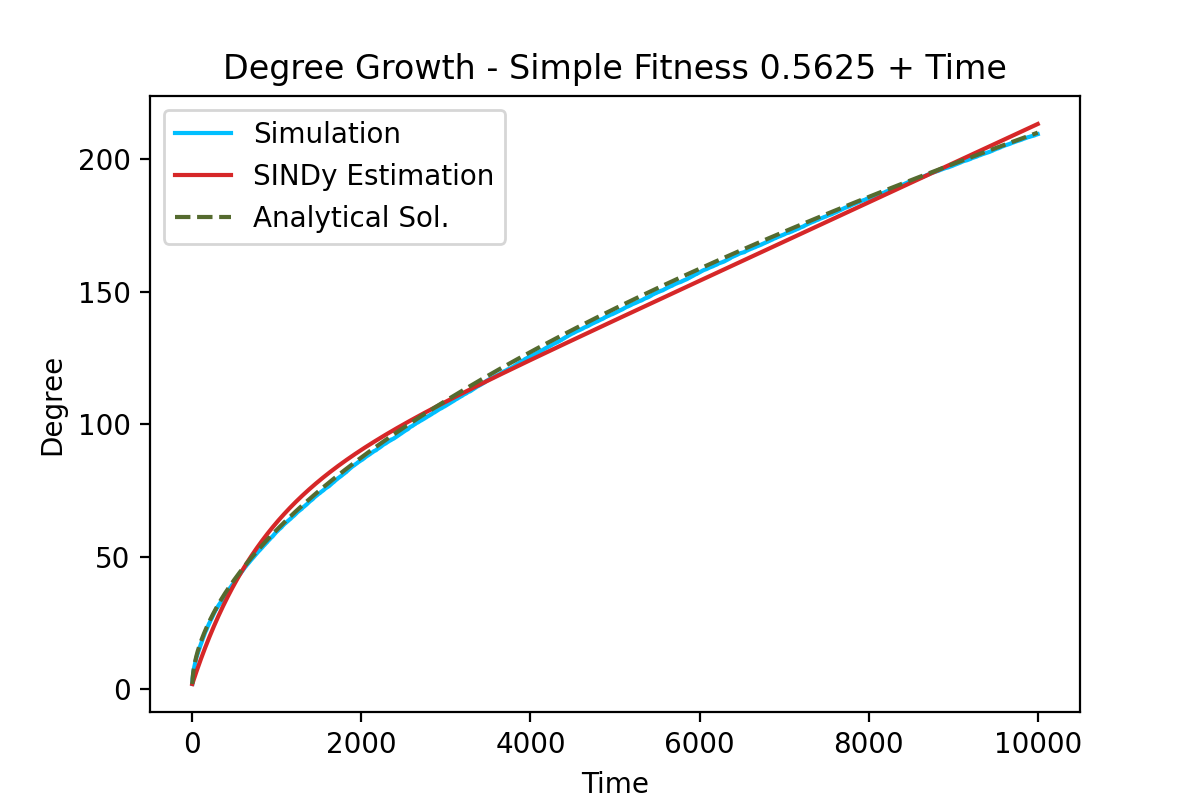 Degree Growth - Simple Fitness 0.5625 + Time
Simulation
SINDy Estimation
Analytical Sol.
200
150
100
50
0
Degree
0 2000 4000 6000 8000 10000
Time